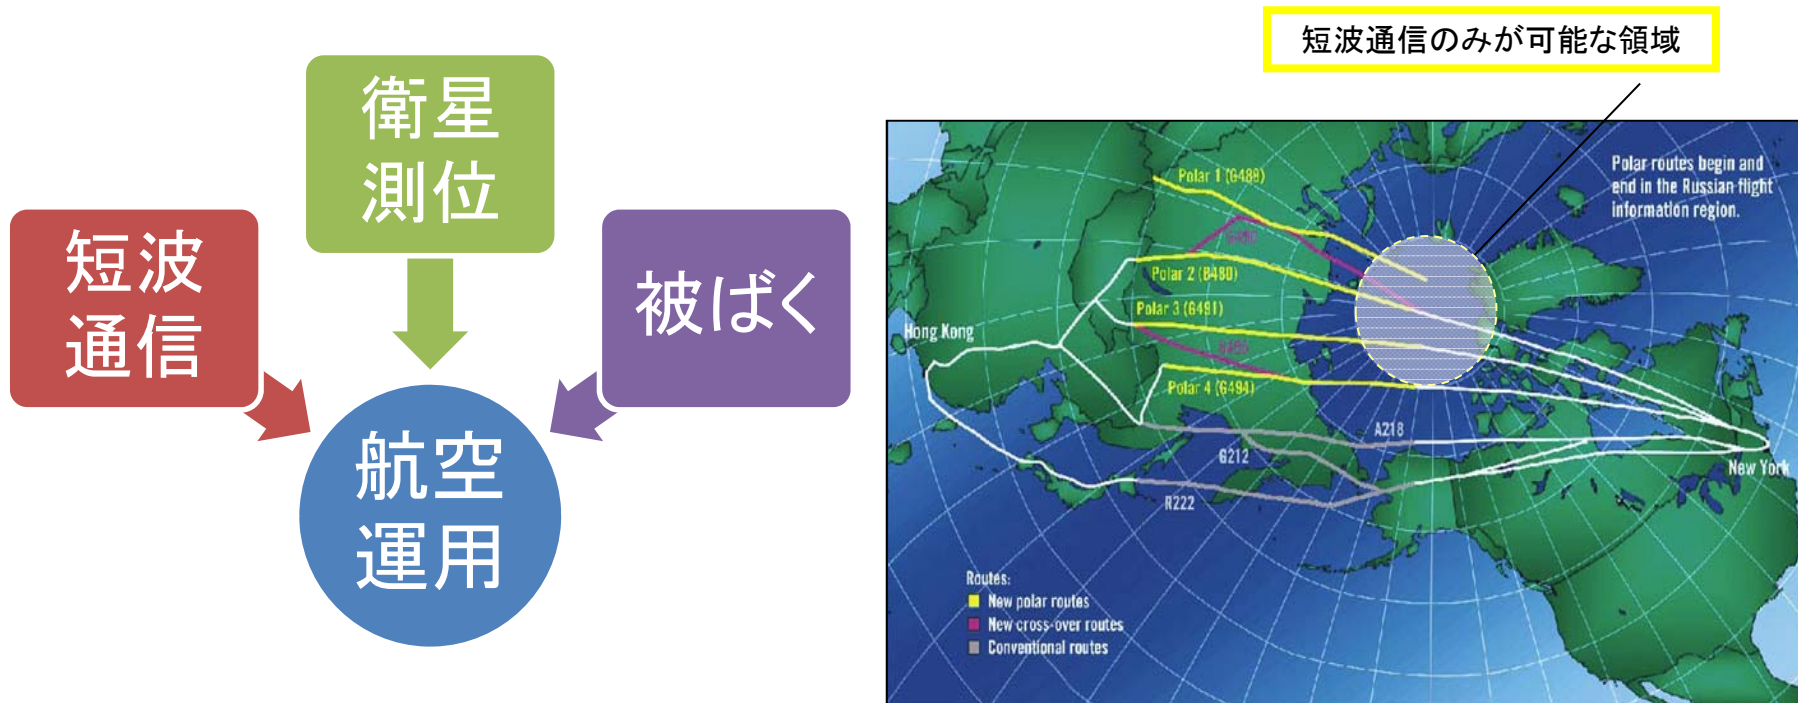 短波通信のみが可能な領域
衛星
測位
短波
通信
被ばく
航空
運用
Polar routes begin and
end in the Russian flight
information region.
Polar 1 (G488)
G490
Polar 2 (B480)
Polar 3 (G491)
Polar 4 (G494)
Hong Kong
A218
G212
R222
New York
Routes:
New polar routes
New cross-over routes
Conventional routes